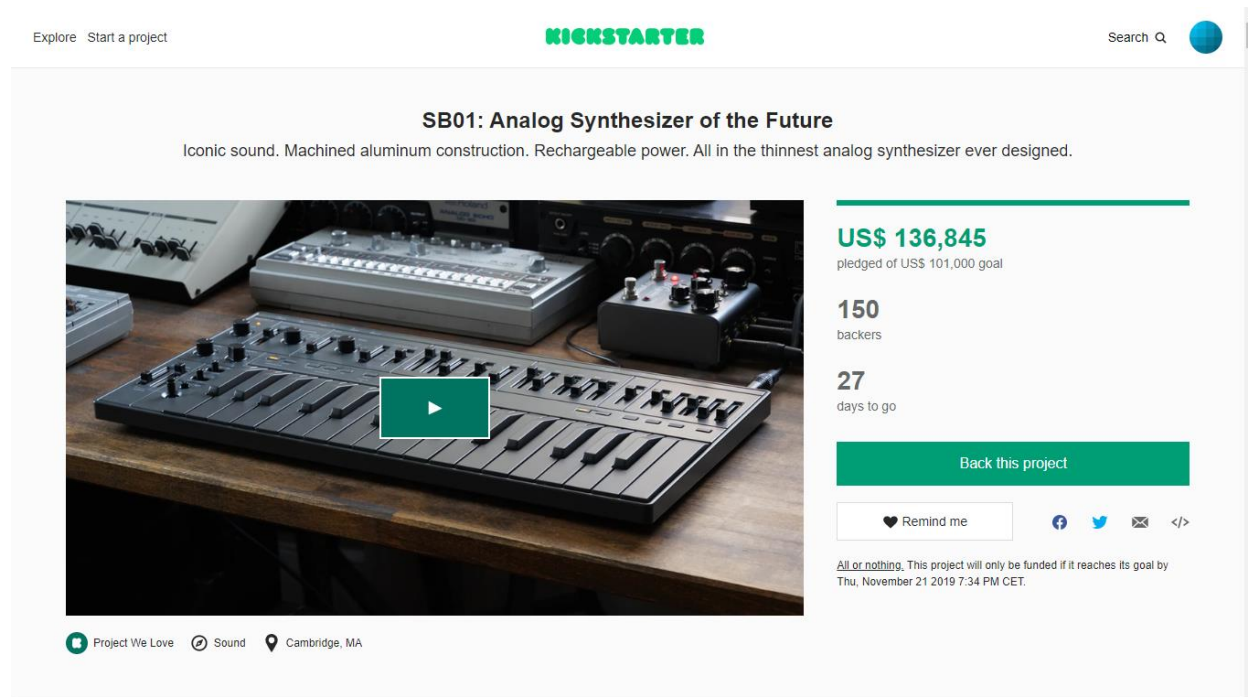 Explore Start a project
KICKSTARTER
Search
SB01: Analog Synthesizer of the Future
Iconic sound. Machined aluminum construction. Rechargeable power. All in the thinnest analog synthesizer ever designed.
Roland
US$ 136,845
pledged of US$ 101,000 goal
150
backers
27
days to go
Back this project
Remind me
All or nothing. This project will only be funded if it reaches its goal by
Thu, November 21 2019 7:34 PM CET.
Project We Love Sound Cambridge, MA